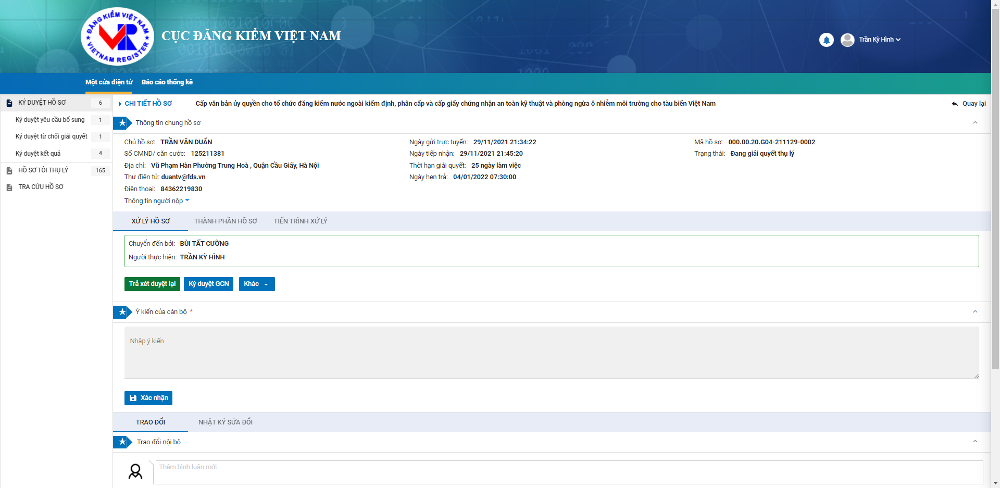 ĐĂNG KIỂM VIỆT NAM
VR
VIETNAM REGISTER
CỤC ĐĂNG KIỂM VIỆT NAM
Trần Kỳ Hình
Một cửa điện tử
Báo cáo thống kê
KÝ DUYỆT HỒ SƠ 6
Ký duyệt yêu cầu bổ sung 1
Ký duyệt từ chối giải quyết 1
Ký duyệt kết quả 4
HỒ SƠ TÔI THỤ LÝ 165
TRA CỨU HỒ SƠ
CHI TIẾT HỒ SƠ Cấp văn bản ủy quyền cho tổ chức đăng kiểm nước ngoài kiểm định, phân cấp và cấp giấy chứng nhận an toàn kỹ thuật và phòng ngừa ô nhiễm môi trường cho tàu biển Việt Nam Quay lại
Thông tin chung hồ sơ
Chủ hồ sơ: TRẦN VĂN DUẨN
Số CMND/ căn cước: 125211381
Địa chỉ: Vũ Phạm Hàn Phường Trung Hoà , Quận Cầu Giấy, Hà Nội
Thư điện tử: duantv@fds.vn
Điện thoại: 84362219830
Thông tin người nộp
Ngày gửi trực tuyến: 29/11/2021 21:34:22
Ngày tiếp nhận: 29/11/2021 21:45:20
Thời hạn giải quyết: 25 ngày làm việc
Ngày hẹn trả: 04/01/2022 07:30:00
Mã hồ sơ: 000.00.20.G04-211129-0002
Trạng thái: Đang giải quyết thụ lý
XỬ LÝ HỒ SƠ THÀNH PHẦN HỒ SƠ TIẾN TRÌNH XỬ LÝ
Chuyển đến bởi: BÙI TẤT CƯỜNG
Người thực hiện: TRẦN KỲ HÌNH
Trả xét duyệt lại Ký duyệt GCN Khác
Ý kiến của cán bộ *
Nhập ý kiến
Xác nhận
TRAO ĐỔI NHẬT KÝ SỬA ĐỔI
Trao đổi nội bộ
Thêm bình luận mới